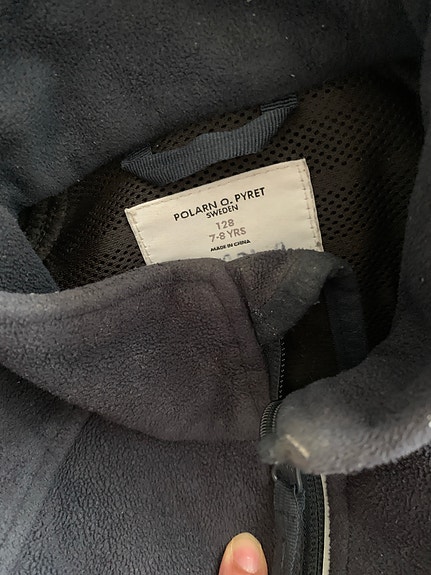 POLARN O. PYRET
SWEDEN
128
7-8 YRS
MADE IN CHINA